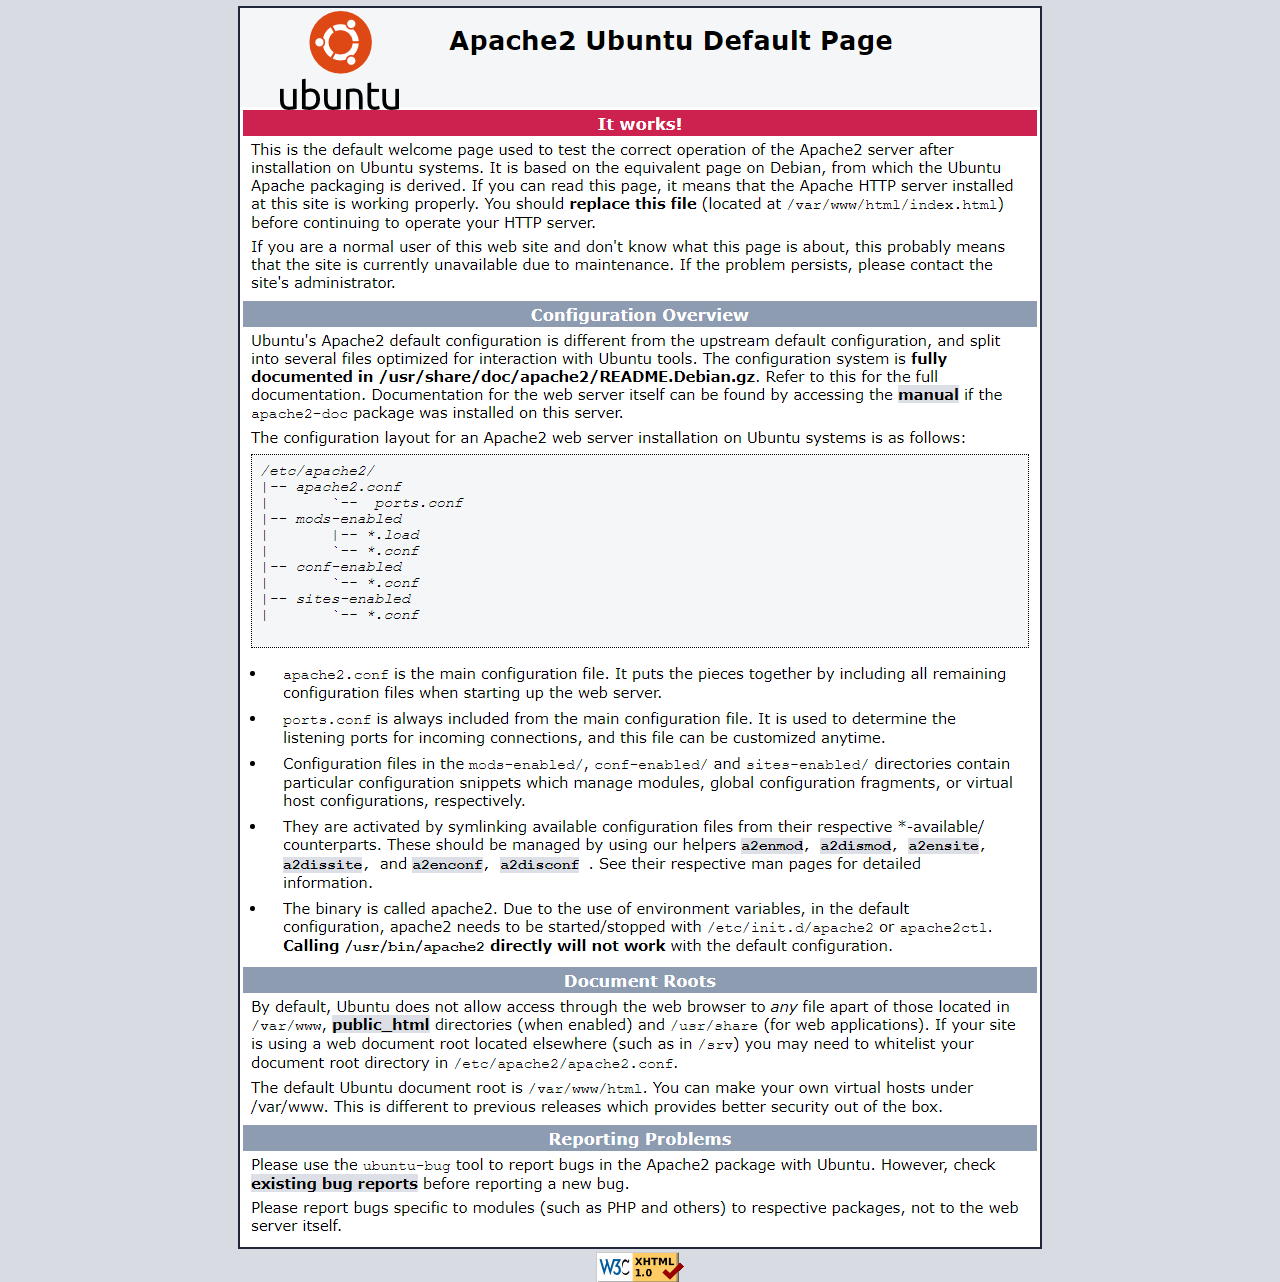 ubuntu
Apache2 Ubuntu Default Page
It works!
This is the default welcome page used to test the correct operation of the Apache2 server after
installation on Ubuntu systems. It is based on the equivalent page on Debian, from which the Ubuntu
Apache packaging is derived. If you can read this page, it means that the Apache HTTP server installed
at this site is working properly. You should replace this file (located at /var/www/html/index.html)
before continuing to operate your HTTP server.
If you are a normal user of this web site and don't know what this page is about, this probably means
that the site is currently unavailable due to maintenance. If the problem persists, please contact the
site's administrator.
Configuration Overview
Ubuntu's Apache2 default configuration is different from the upstream default configuration, and split
into several files optimized for interaction with Ubuntu tools. The configuration system is fully
documented in /usr/share/doc/apache2/README.Debian.gz. Refer to this for the full
documentation. Documentation for the web server itself can be found by accessing the manual if the
apache2-doc package was installed on this server.
The configuration layout for an Apache2 web server installation on Ubuntu systems is as follows:
/etc/apache2/
|-- apache2.conf
|       `--  ports.conf
|-- mods-enabled
|       |-- *.load
|       `-- *.conf
|-- conf-enabled
|       `-- *.conf
|-- sites-enabled
|       `-- *.conf
• apache2.conf is the main configuration file. It puts the pieces together by including all remaining
configuration files when starting up the web server.
• ports.conf is always included from the main configuration file. It is used to determine the
listening ports for incoming connections, and this file can be customized anytime.
• Configuration files in the mods-enabled/, conf-enabled/ and sites-enabled/ directories contain
particular configuration snippets which manage modules, global configuration fragments, or virtual
host configurations, respectively.
• They are activated by symlinking available configuration files from their respective *-available/
counterparts. These should be managed by using our helpers a2enmod, a2dismod, a2ensite,
a2dissite, and a2enconf, a2disconf . See their respective man pages for detailed
information.
• The binary is called apache2. Due to the use of environment variables, in the default
configuration, apache2 needs to be started/stopped with /etc/init.d/apache2 or apache2ctl.
Calling /usr/bin/apache2 directly will not work with the default configuration.
Document Roots
By default, Ubuntu does not allow access through the web browser to any file apart of those located in
/var/www, public_html directories (when enabled) and /usr/share (for web applications). If your site
is using a web document root located elsewhere (such as in /srv) you may need to whitelist your
document root directory in /etc/apache2/apache2.conf.
The default Ubuntu document root is /var/www/html. You can make your own virtual hosts under
/var/www. This is different to previous releases which provides better security out of the box.
Reporting Problems
Please use the ubuntu-bug tool to report bugs in the Apache2 package with Ubuntu. However, check
existing bug reports before reporting a new bug.
Please report bugs specific to modules (such as PHP and others) to respective packages, not to the web
server itself.
W3C XHTML
1.0